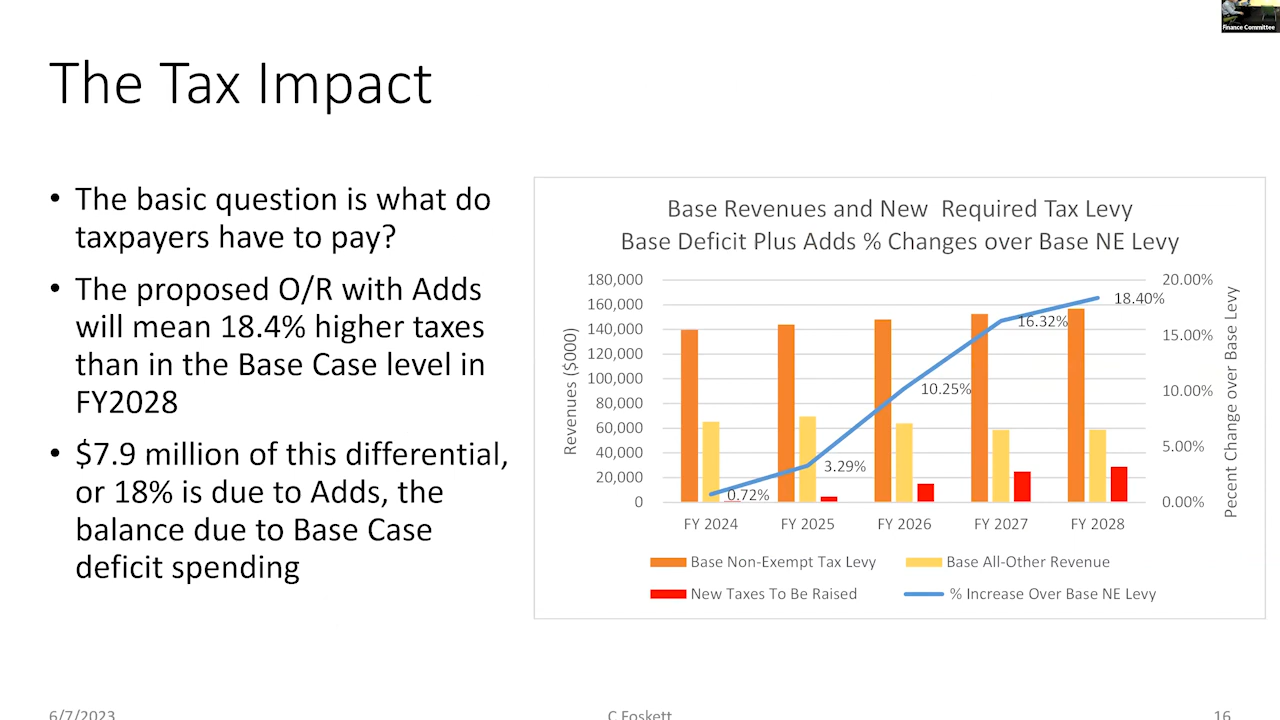 Finance Committee
The Tax Impact
• The basic question is what do
taxpayers have to pay?
• The proposed O/R with Adds
will mean 18.4% higher taxes
than in the Base Case level in
FY2028
• $7.9 million of this differential,
or 18% is due to Adds, the
balance due to Base Case
deficit spending
Base Revenues and New Required Tax Levy
Base Deficit Plus Adds % Changes over Base NE Levy
Revenues ($000)
180,000
160,000
140,000
120,000
100,000
80,000
60,000
40,000
20,000
0
0.72%
3.29%
10.25%
16.32%
18.40%
20.00%
15.00%
10.00%
5.00%
0.00%
Pecent Change over Base Levy
FY 2024 FY 2025 FY 2026 FY 2027 FY 2028
Base Non-Exempt Tax Levy Base All-Other Revenue
New Taxes To Be Raised % Increase Over Base NE Levy
6/7/2023 C Foskett 16